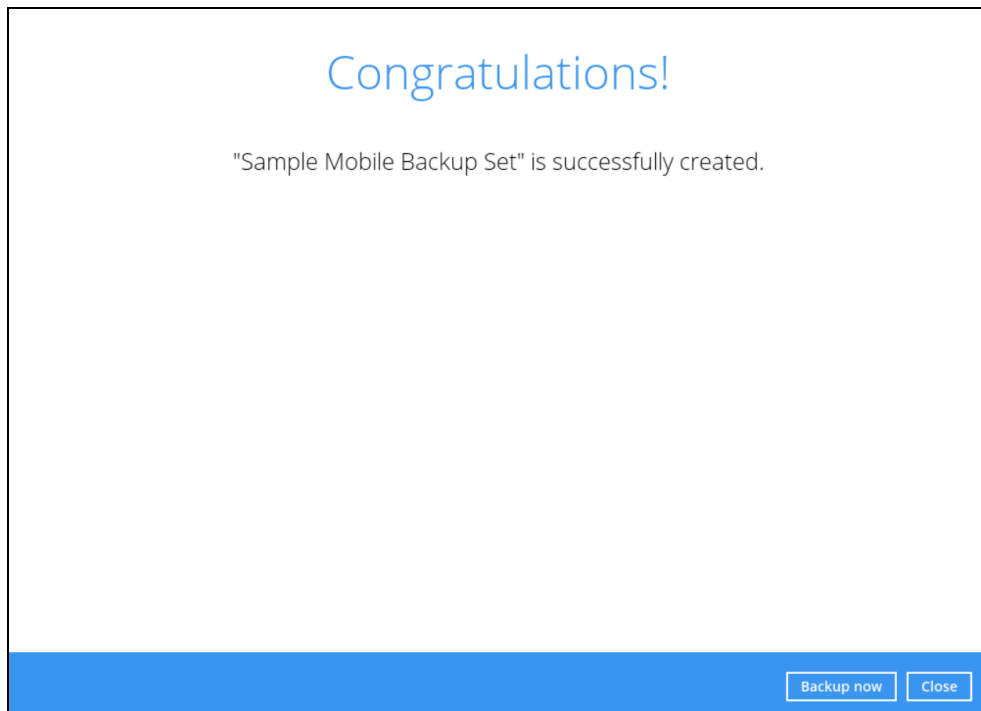 Congratulations!
"Sample Mobile Backup Set" is successfully created.
Backup now
Close